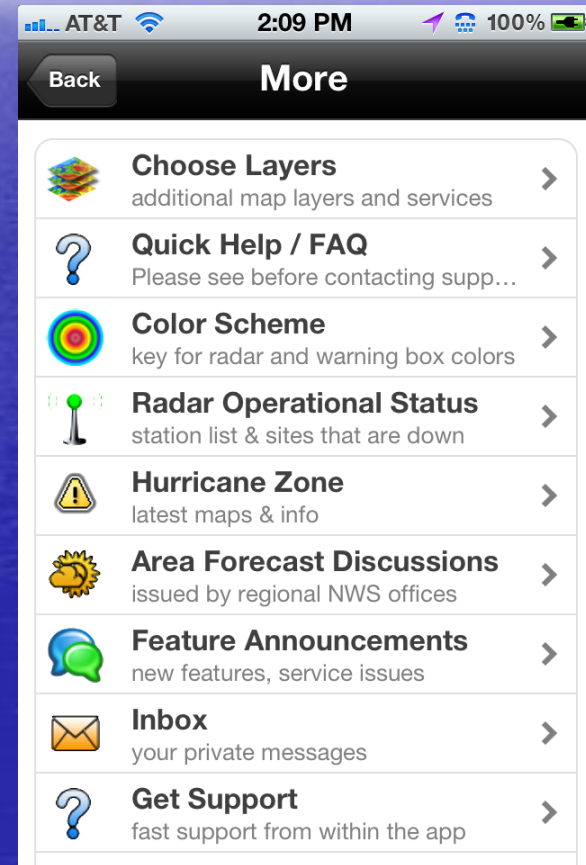 AT&T 2:09 PM 100%
Back More
Choose Layers
additional map layers and services
Quick Help / FAQ
Please see before contacting supp...
Color Scheme
key for radar and warning box colors
Radar Operational Status
station list & sites that are down
Hurricane Zone
latest maps & info
Area Forecast Discussions
issued by regional NWS offices
Feature Announcements
new features, service issues
Inbox
your private messages
Get Support
fast support from within the app